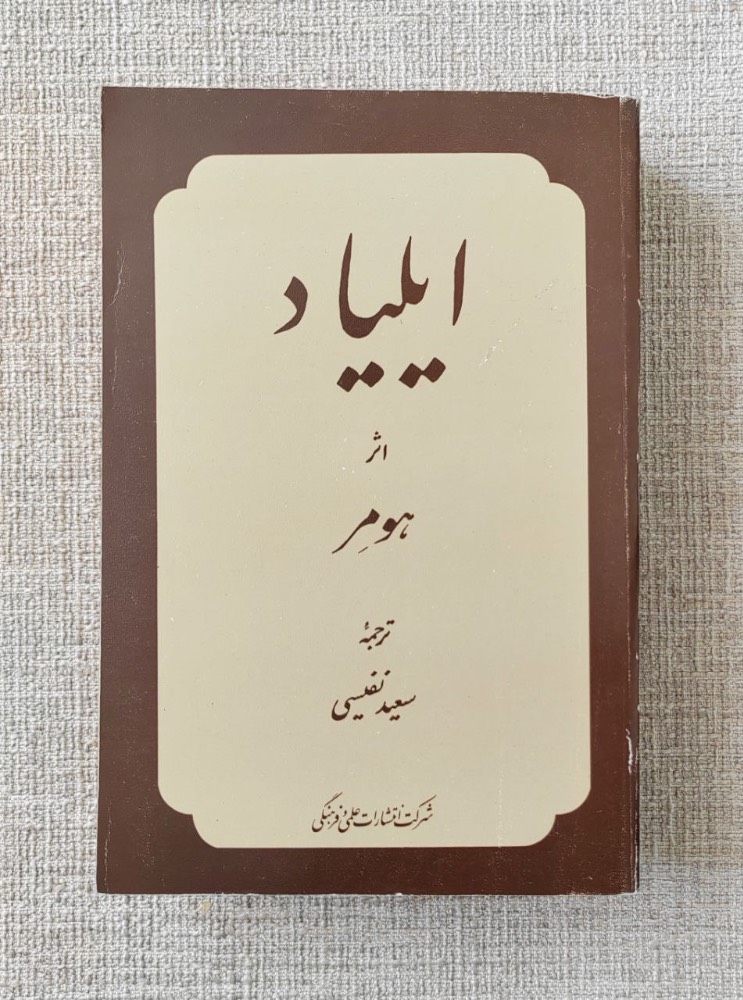 ایلیاد
اثر
هومِر
ترجمهٔ
سعید نفیسی
شرکت انتشارات علمی و فرهنگی